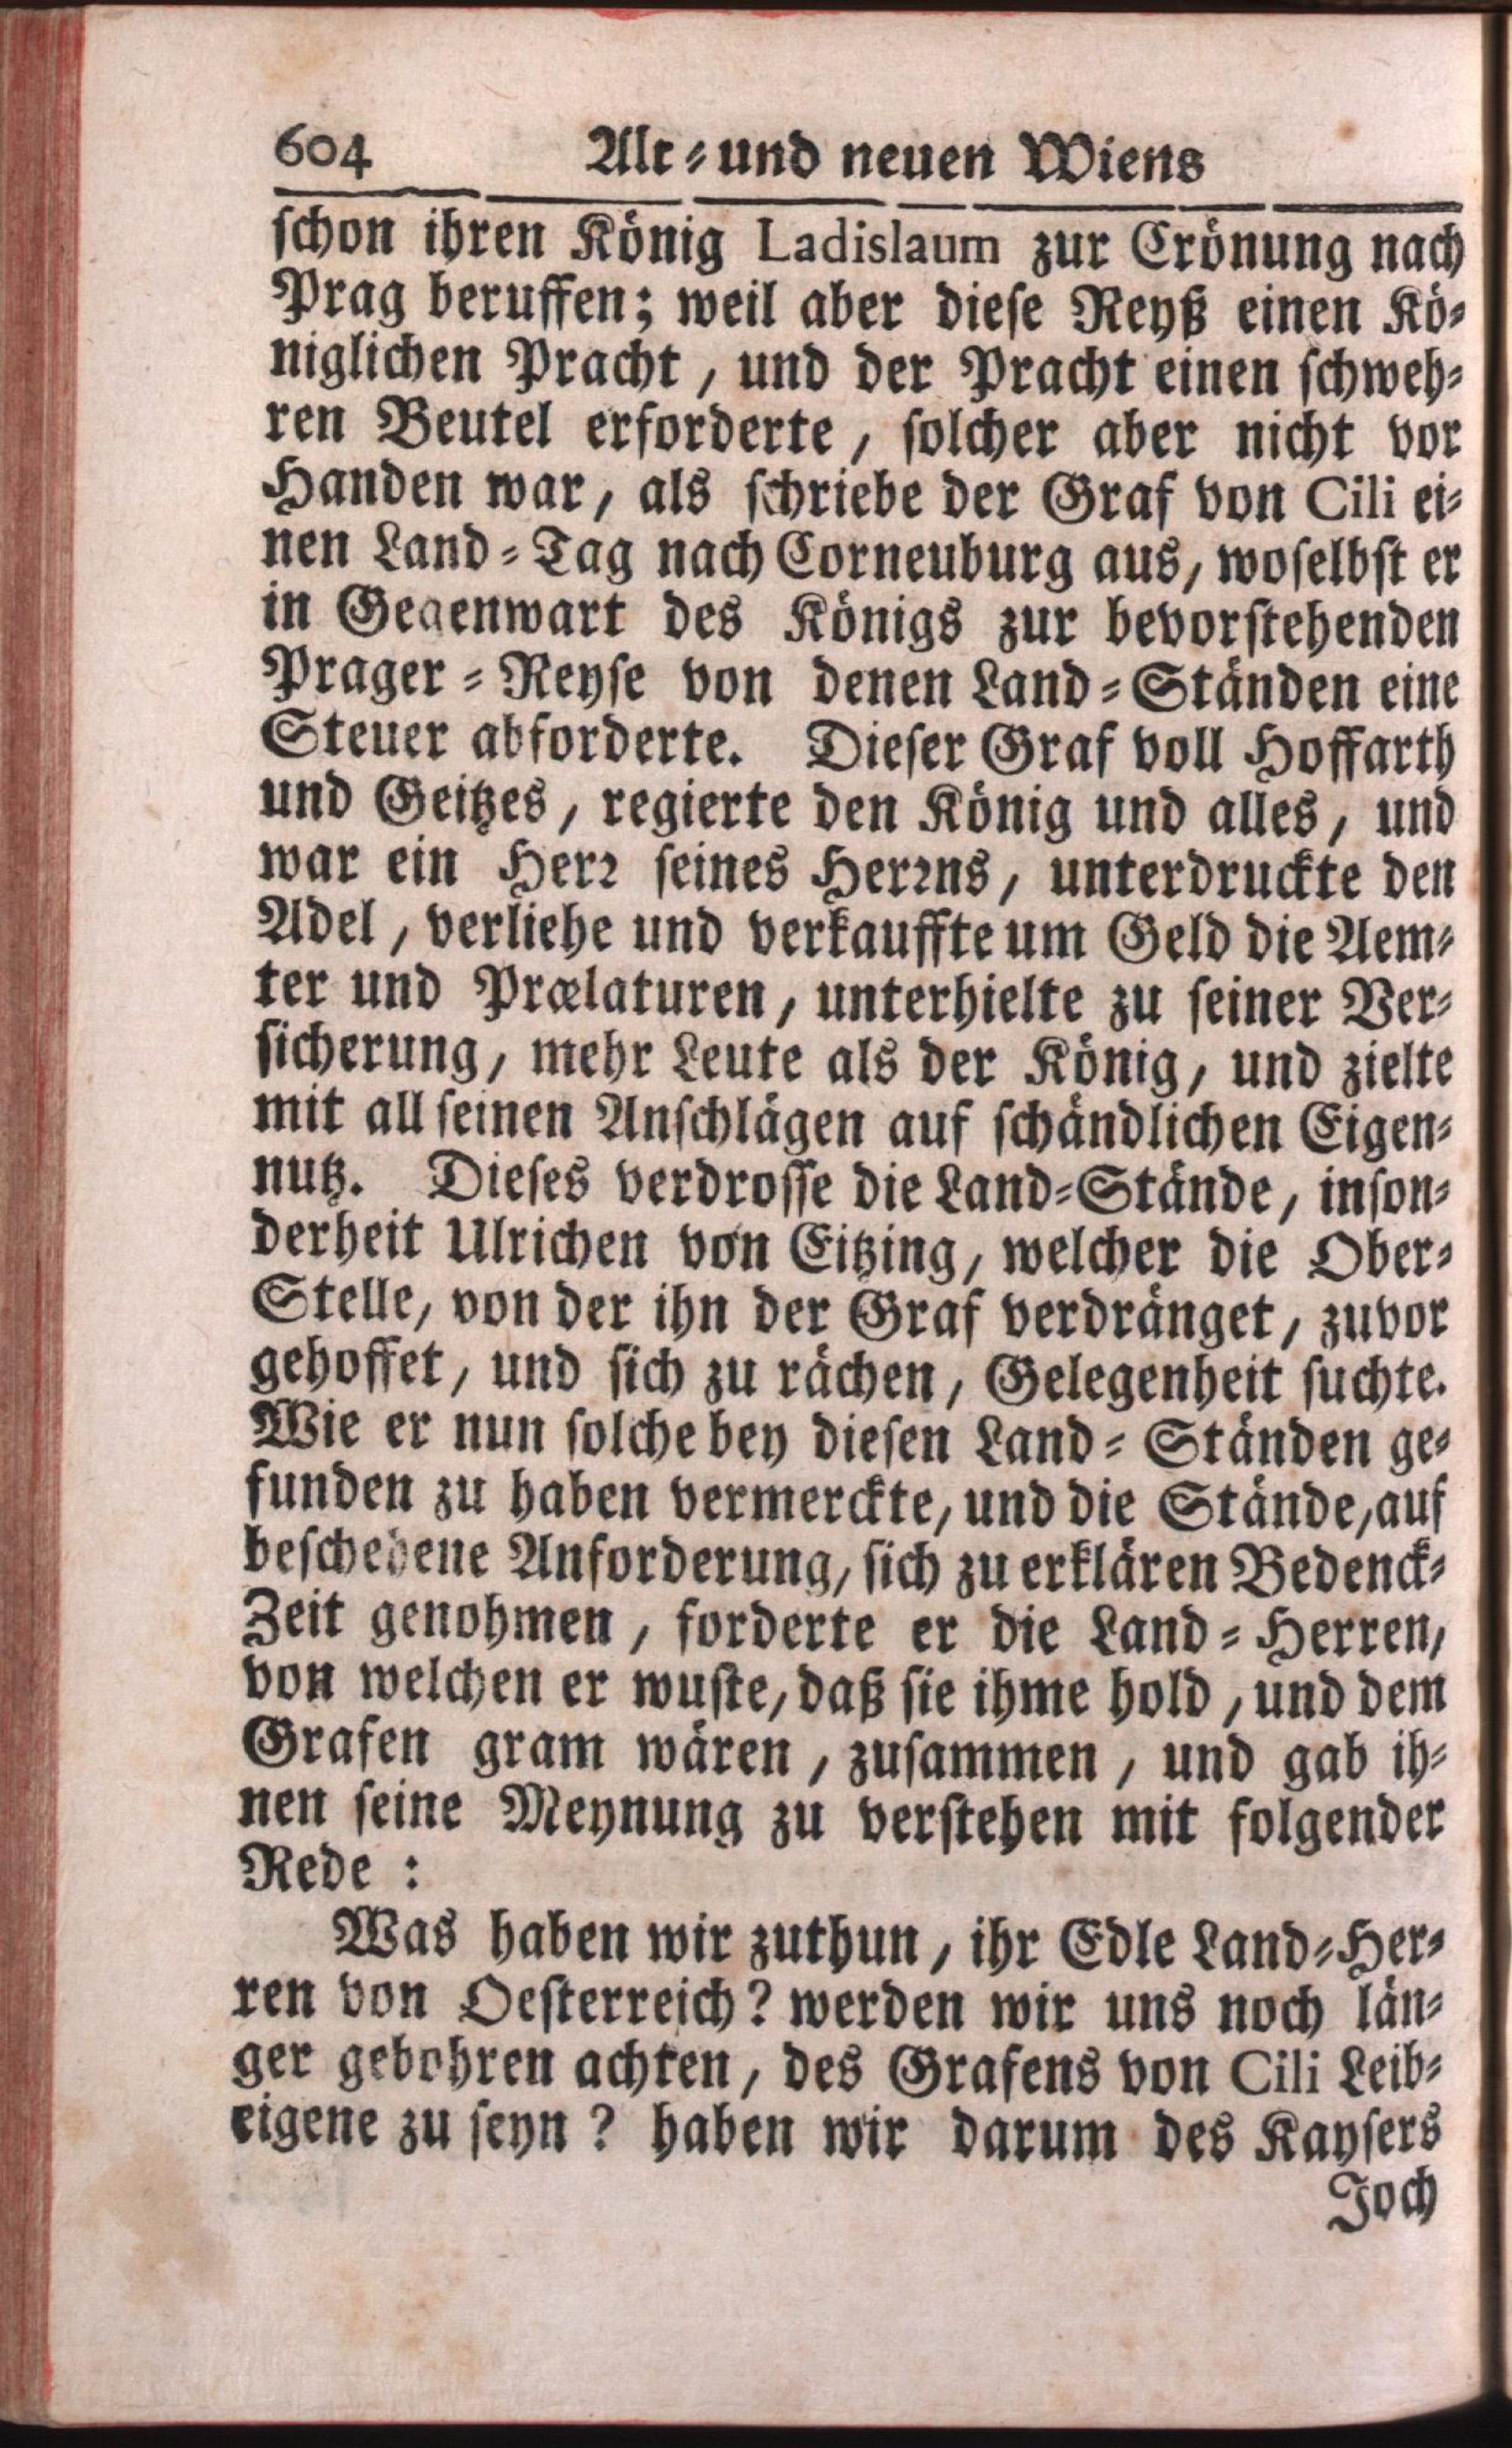 604 Alt- und neuen Wiens
schon ihren König Ladislaum zur Crönung nach
Prag beruffen; weil aber diese Reyß einen Kö-
niglichen Pracht, und der Pracht einen schweh-
ren Beutel erforderte, solcher aber nicht vor
Handen war, als schriebe der Graf von Cili ei-
nen Land-Tag nach Corneuburg aus, woselbst er
in Gegenwart des Königs zur bevorstehenden
Prager-Reyse von denen Land-Ständen eine
Steuer abforderte. Dieser Graf voll Hoffarth
und Geitzes, regierte den König und alles, und
war ein Herr seines Herrns, unterdruckte den
Adel, verliehe und verkauffte um Geld die Aem-
ter und Prælaturen, unterhielte zu seiner Ver-
sicherung, mehr Leute als der König, und zielte
mit all seinen Anschlägen auf schändlichen Eigen-
nutz. Dieses verdrosse die Land-Stände, inson-
derheit Ulrichen von Eitzing, welcher die Ober-
Stelle, von der ihn der Graf verdränget, zuvor
gehoffet, und sich zu rächen, Gelegenheit suchte.
Wie er nun solche bey diesen Land-Ständen ge-
funden zu haben vermerckte, und die Stände, auf
beschehene Anforderung, sich zu erklären Bedenck-
Zeit genohmen, forderte er die Land-Herren,
von welchen er wuste, daß sie ihme hold, und dem
Grafen gram wären, zusammen, und gab ih-
nen seine Meynung zu verstehen mit folgender
Rede :
Was haben wir zuthun, ihr Edle Land-Her-
ren von Oesterreich? werden wir uns noch län-
ger gebohren achten, des Grafens von Cili Leib-
eigene zu seyn? haben wir darum des Kaysers
Joch